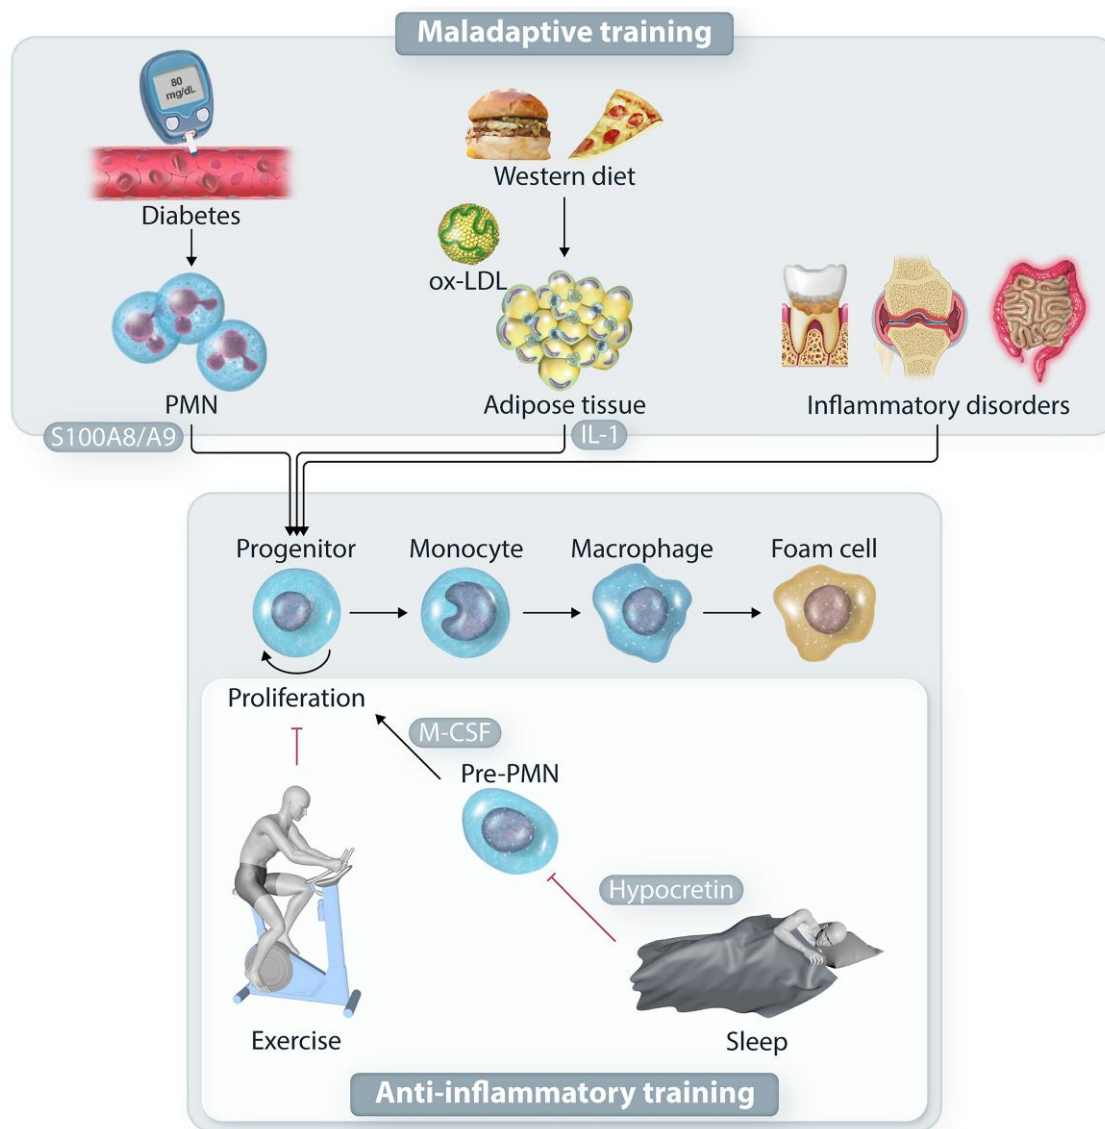 Maladaptive training
80
mg/dL
Diabetes
Western diet
ox-LDL
PMN
Adipose tissue
Inflammatory disorders
S100A8/A9
IL-1
Progenitor
Monocyte
Macrophage
Foam cell
Proliferation
M-CSF
Pre-PMN
Hypocretin
Exercise
Sleep
Anti-inflammatory training